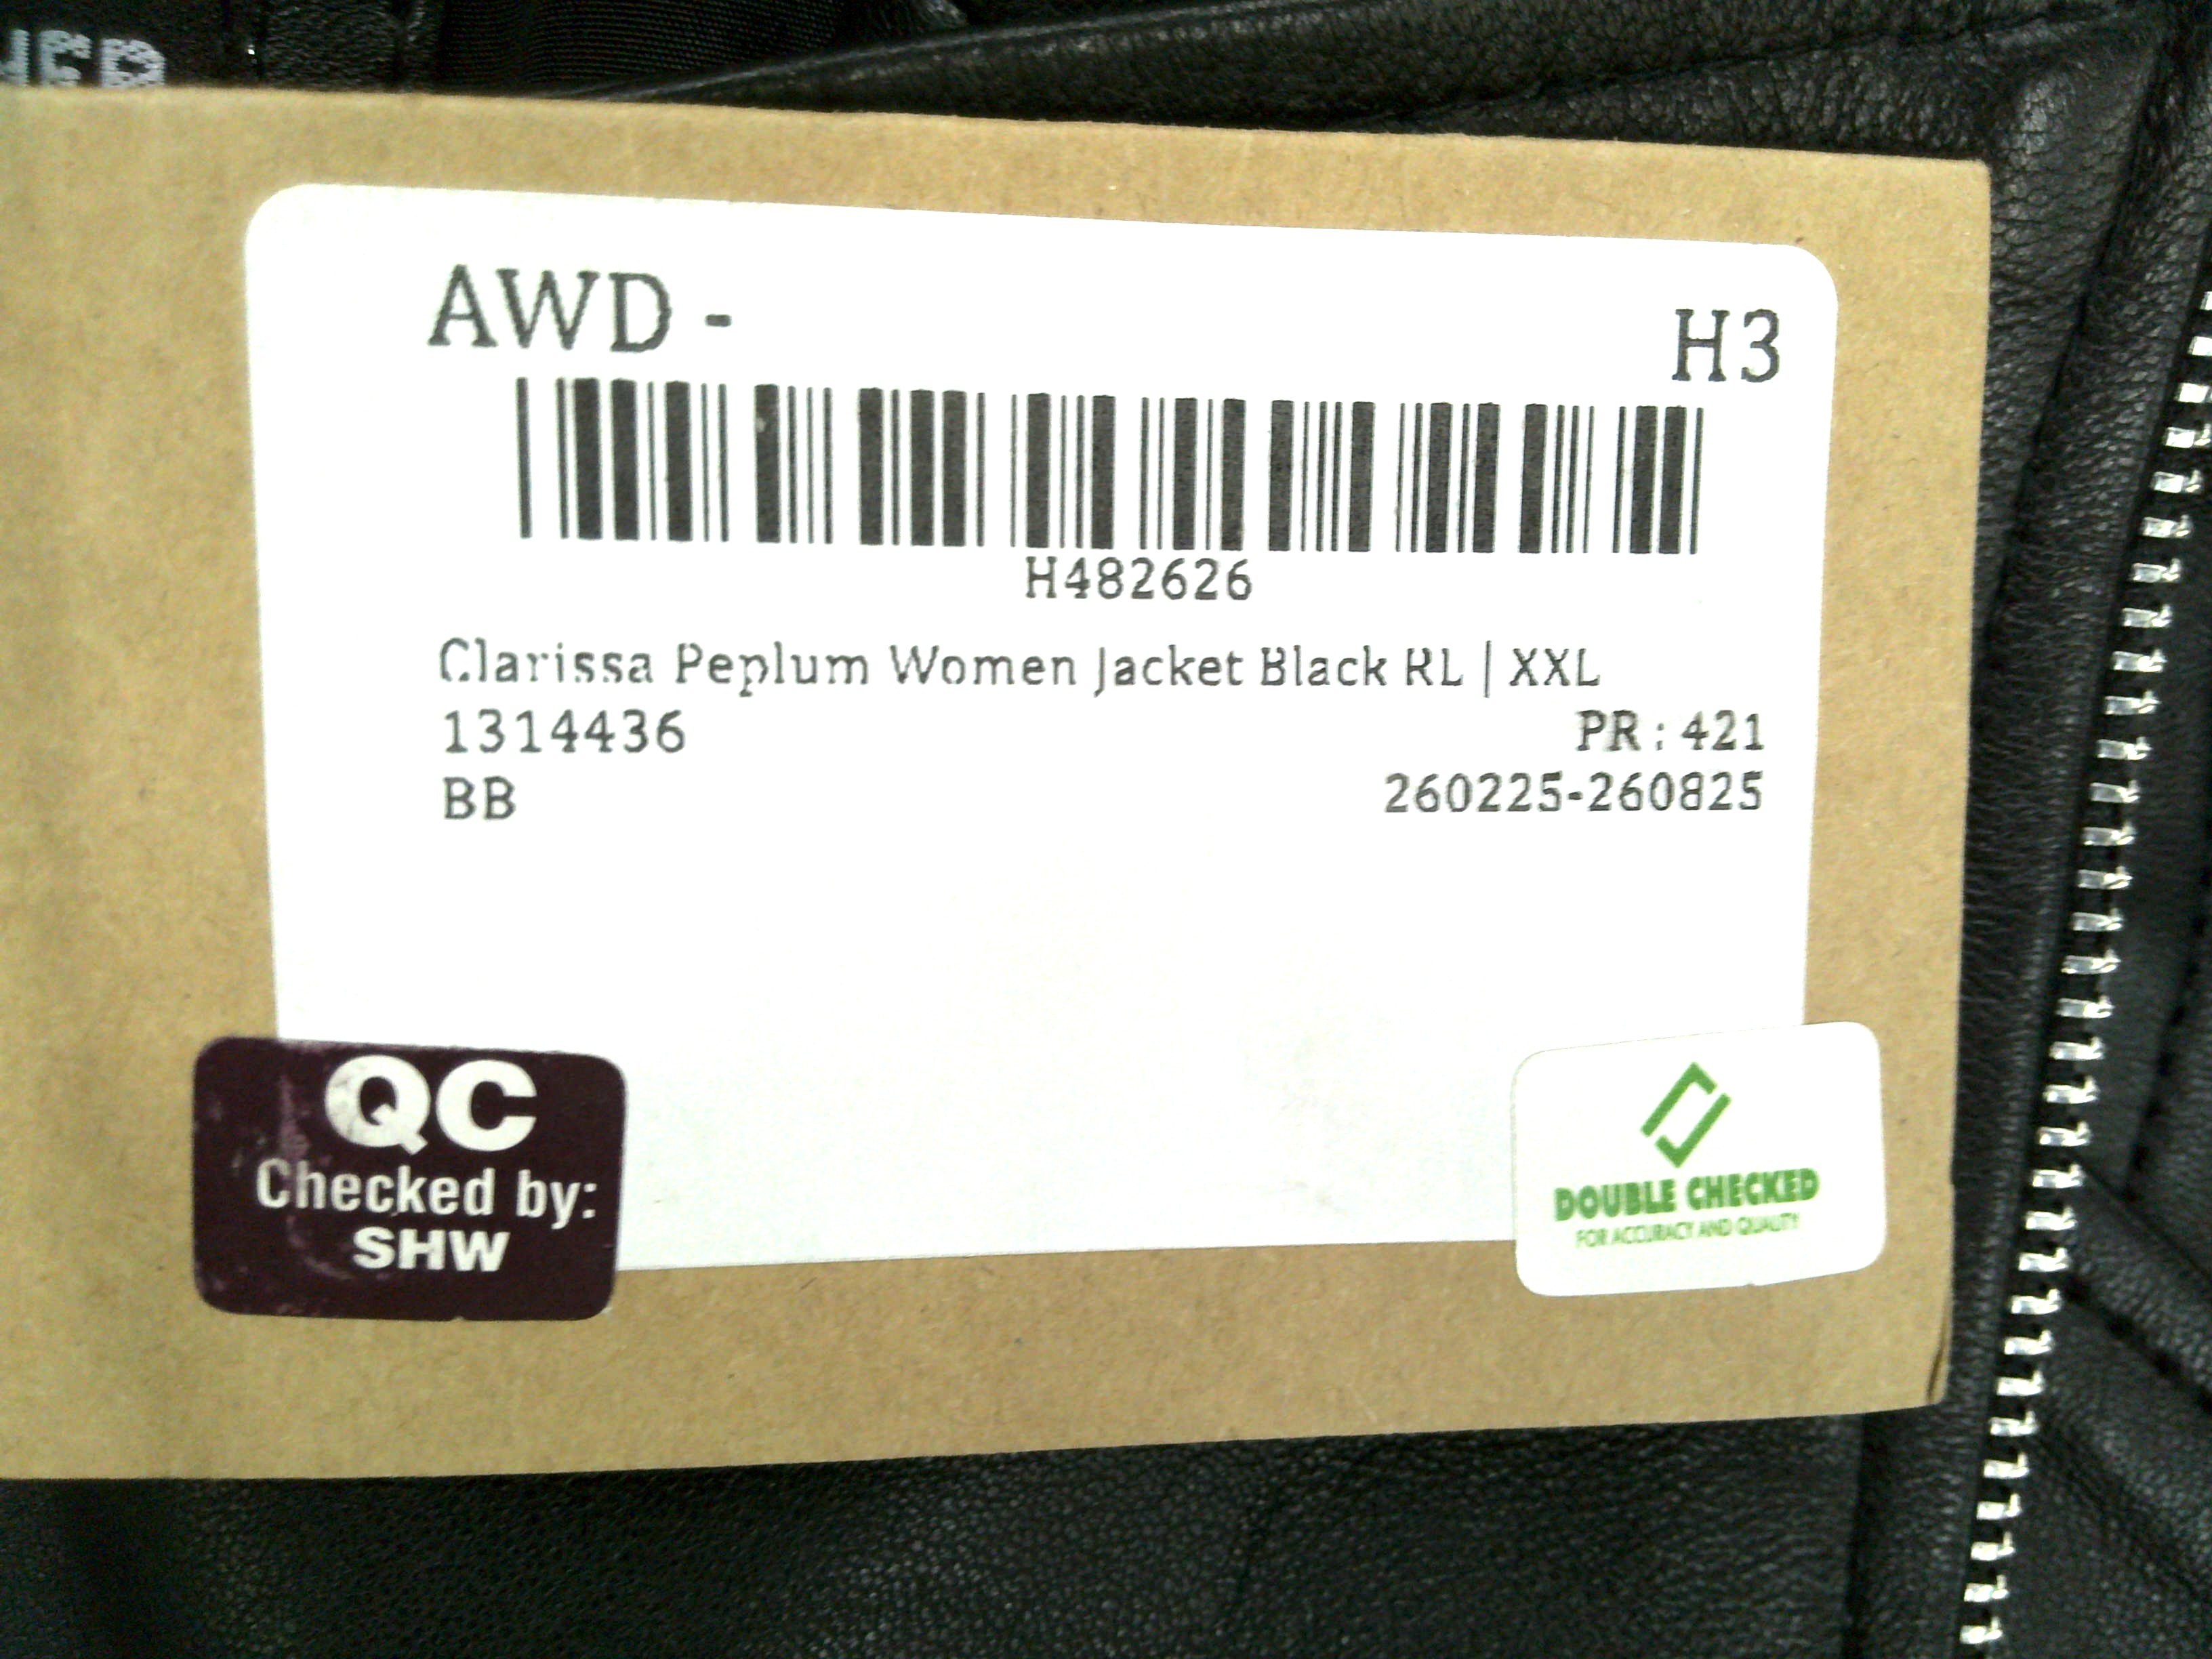 AWD - H3
H482626
Clarissa Peplum Women Jacket Black RL | XXL
1314436 PR : 421
BB 260225-260825
QC
Checked by:
SHW
DOUBLE CHECKED
FOR ACCURACY AND QUALITY